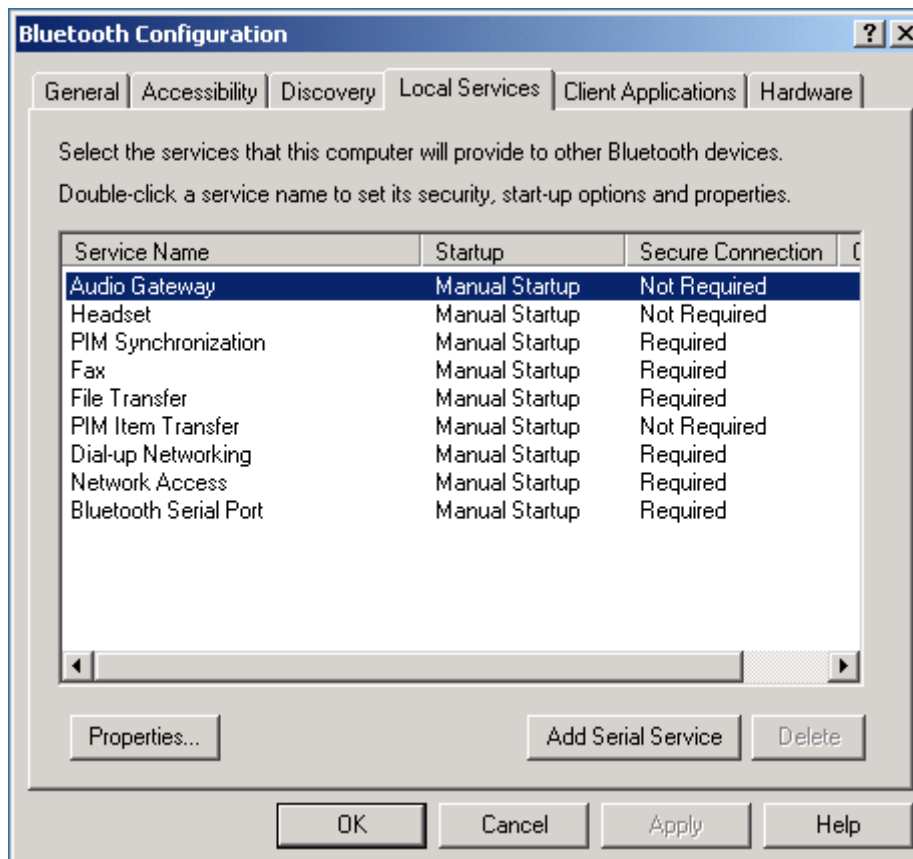 Bluetooth Configuration
General Accessibility Discovery Local Services Client Applications Hardware
Select the services that this computer will provide to other Bluetooth devices.
Double-click a service name to set its security, start-up options and properties.
Service Name Startup Secure Connection
Audio Gateway Manual Startup Not Required
Headset Manual Startup Not Required
PIM Synchronization Manual Startup Required
Fax Manual Startup Required
File Transfer Manual Startup Required
PIM Item Transfer Manual Startup Not Required
Dial-up Networking Manual Startup Required
Network Access Manual Startup Required
Bluetooth Serial Port Manual Startup Required
Properties... Add Serial Service Delete
OK Cancel Apply Help